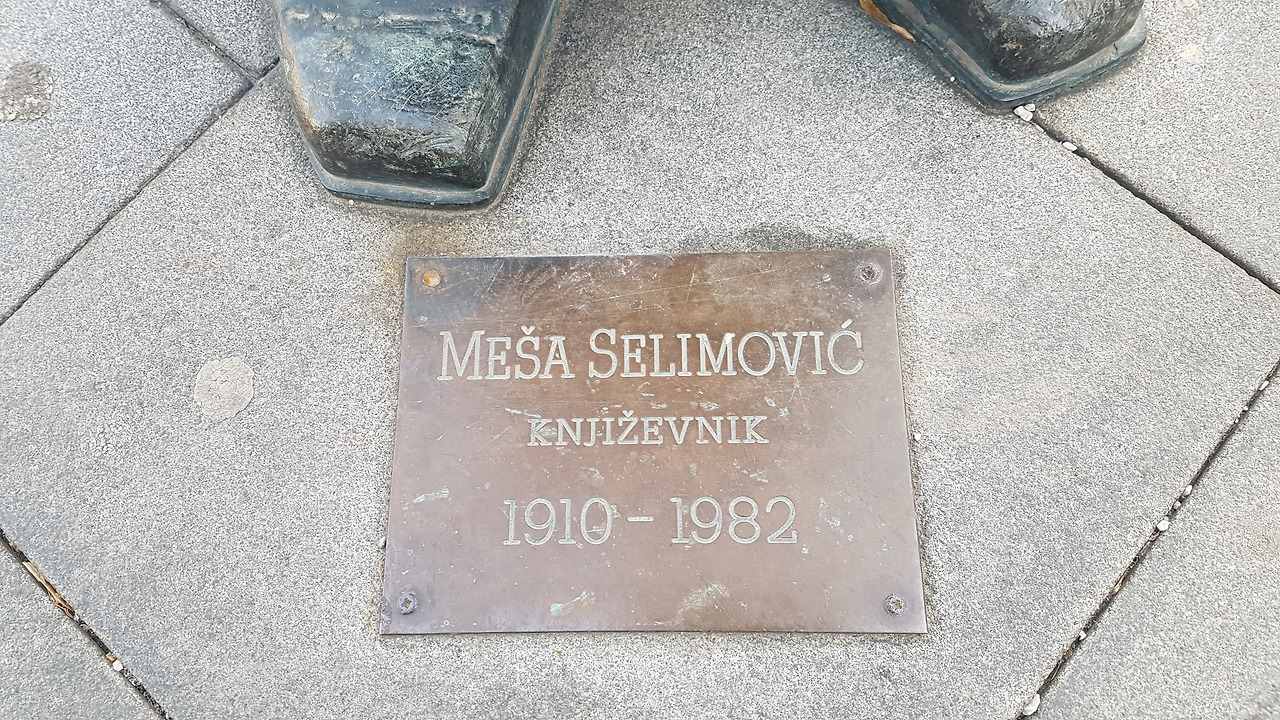 MEŠA SELIMOVIĆ
KNJIŽEVNIK
1910 - 1982